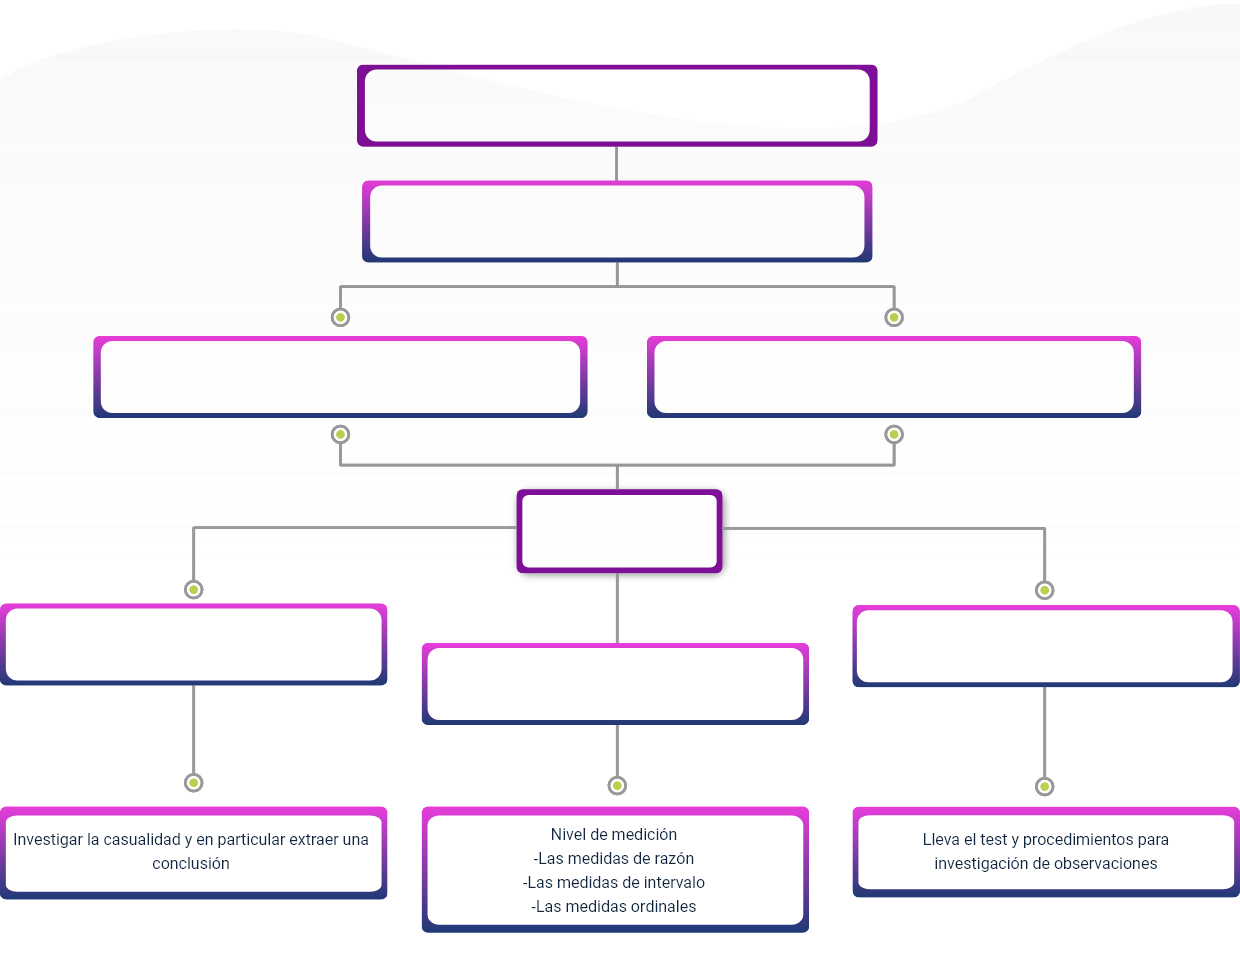 Investigar la casualidad y en particular extraer una
conclusión
Nivel de medición
-Las medidas de razón
-Las medidas de intervalo
-Las medidas ordinales
Lleva el test y procedimientos para
investigación de observaciones